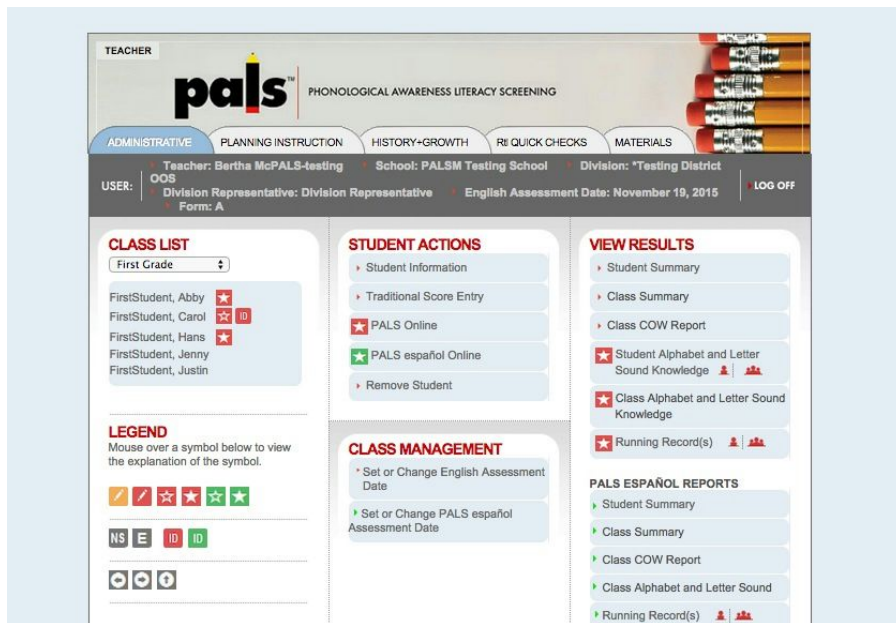 TEACHER
pals™
PHONOLOGICAL AWARENESS LITERACY SCREENING
ADMINISTRATIVE
PLANNING INSTRUCTION
HISTORY+GROWTH
RtI QUICK CHECKS
MATERIALS
USER:
Teacher: Bertha McPALS-testing School: PALSM Testing School Division: *Testing District
OOS
Division Representative: Division Representative English Assessment Date: November 19, 2015
Form: A
LOG OFF
CLASS LIST
First Grade
FirstStudent, Abby
FirstStudent, Carol ID
FirstStudent, Hans
FirstStudent, Jenny
FirstStudent, Justin
LEGEND
Mouse over a symbol below to view
the explanation of the symbol.
NS E ID ID
STUDENT ACTIONS
Student Information
Traditional Score Entry
PALS Online
PALS español Online
Remove Student
CLASS MANAGEMENT
Set or Change English Assessment
Date
Set or Change PALS español
Assessment Date
VIEW RESULTS
Student Summary
Class Summary
Class COW Report
Student Alphabet and Letter
Sound Knowledge
Class Alphabet and Letter Sound
Knowledge
Running Record(s)
PALS ESPAÑOL REPORTS
Student Summary
Class Summary
Class COW Report
Class Alphabet and Letter Sound
Running Record(s)